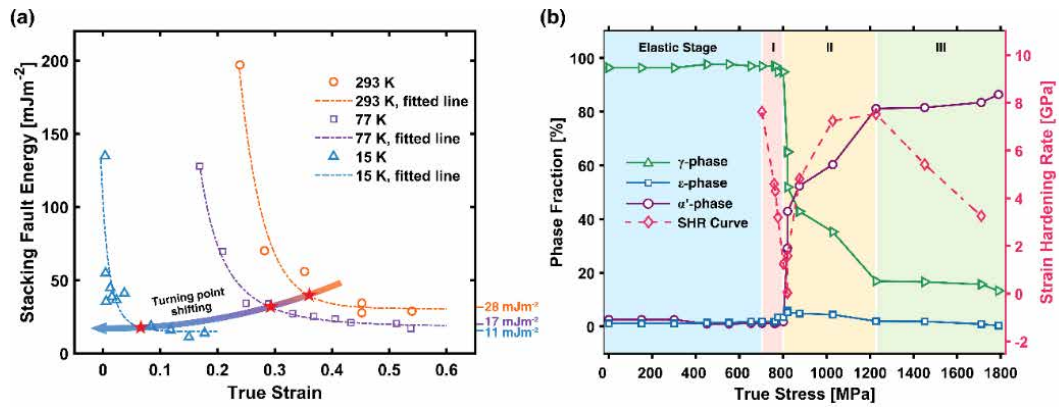 (a)
Stacking Fault Energy [mJm⁻²]
200
150
100
50
0
293 K
293 K, fitted line
77 K
77 K, fitted line
15 K
15 K, fitted line
Turning point
shifting
28 mJm⁻²
17 mJm⁻²
11 mJm⁻²
0 0.1 0.2 0.3 0.4 0.5 0.6
True Strain
(b)
Phase Fraction [%]
100
80
60
40
20
0
Elastic Stage I II III
γ-phase
ε-phase
α'-phase
SHR Curve
10
8
6
4
2
0
-2
Strain Hardening Rate [GPa]
0 200 400 600 800 1000 1200 1400 1600 1800
True Stress [MPa]